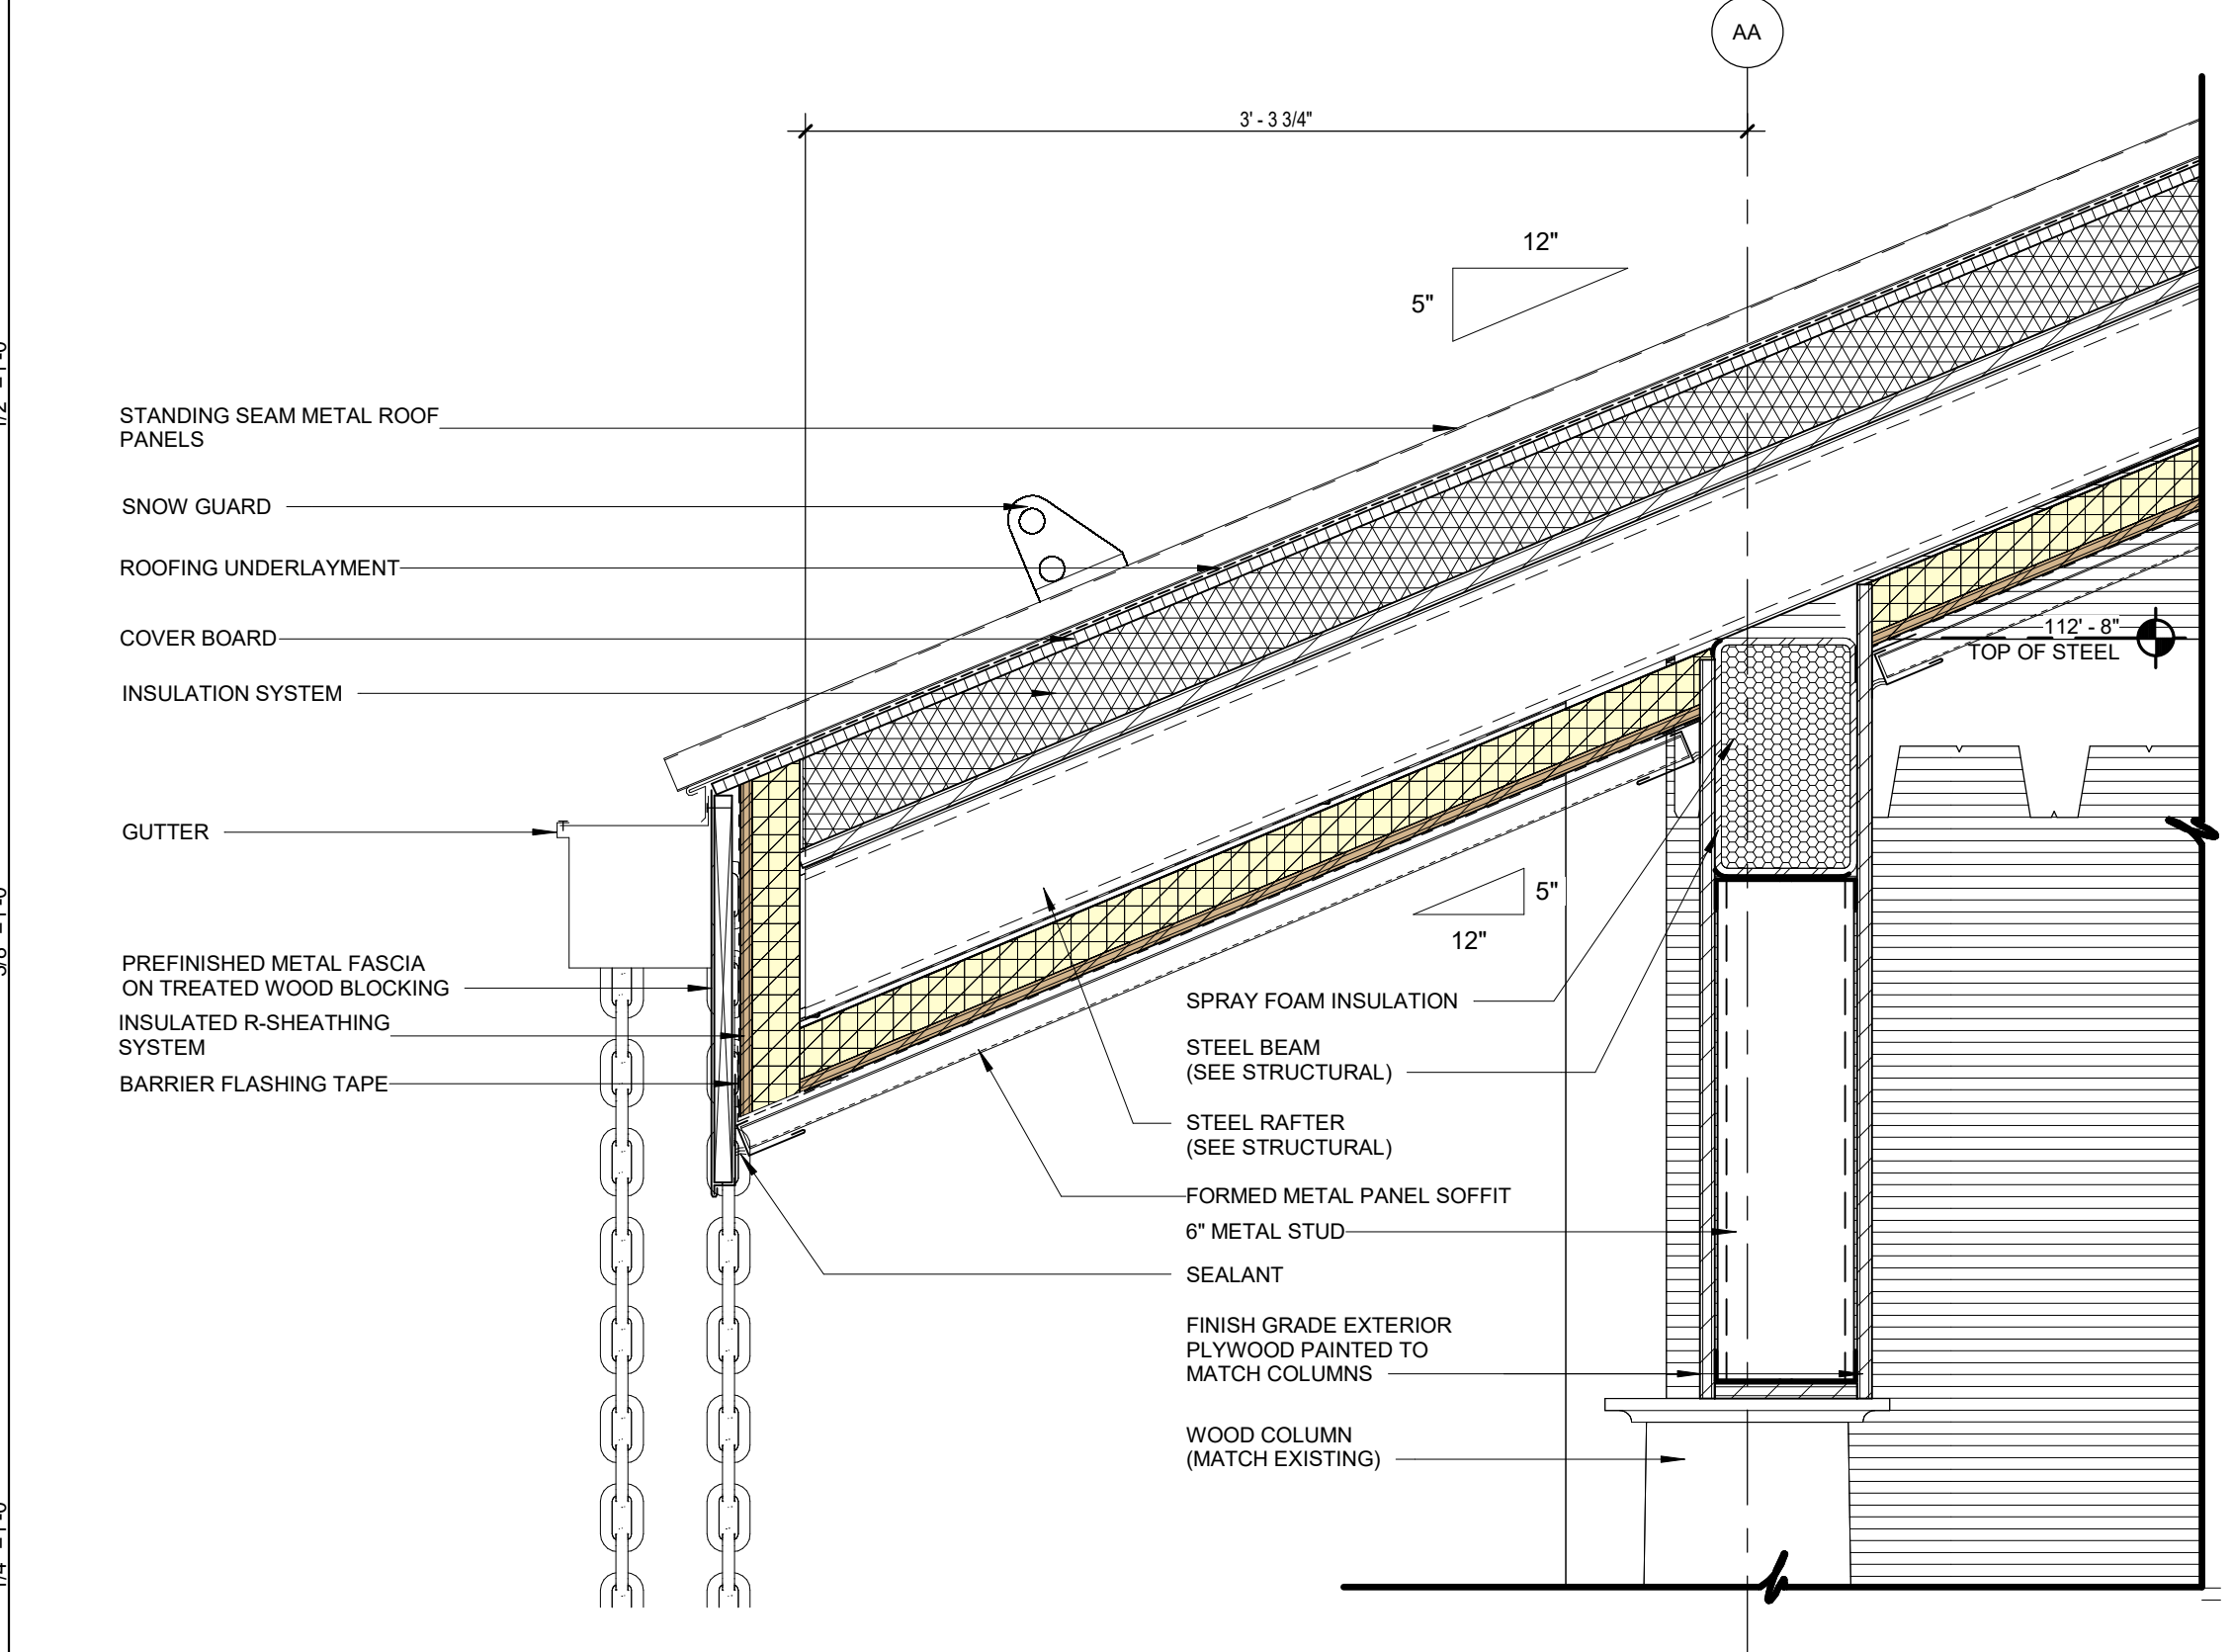 AA
3' - 3 3/4"
12"
5"
STANDING SEAM METAL ROOF
PANELS
SNOW GUARD
ROOFING UNDERLAYMENT
COVER BOARD
INSULATION SYSTEM
112' - 8"
TOP OF STEEL
GUTTER
5"
12"
PREFINISHED METAL FASCIA
ON TREATED WOOD BLOCKING
INSULATED R-SHEATHING
SYSTEM
BARRIER FLASHING TAPE
SPRAY FOAM INSULATION
STEEL BEAM
(SEE STRUCTURAL)
STEEL RAFTER
(SEE STRUCTURAL)
FORMED METAL PANEL SOFFIT
6" METAL STUD
SEALANT
FINISH GRADE EXTERIOR
PLYWOOD PAINTED TO
MATCH COLUMNS
WOOD COLUMN
(MATCH EXISTING)